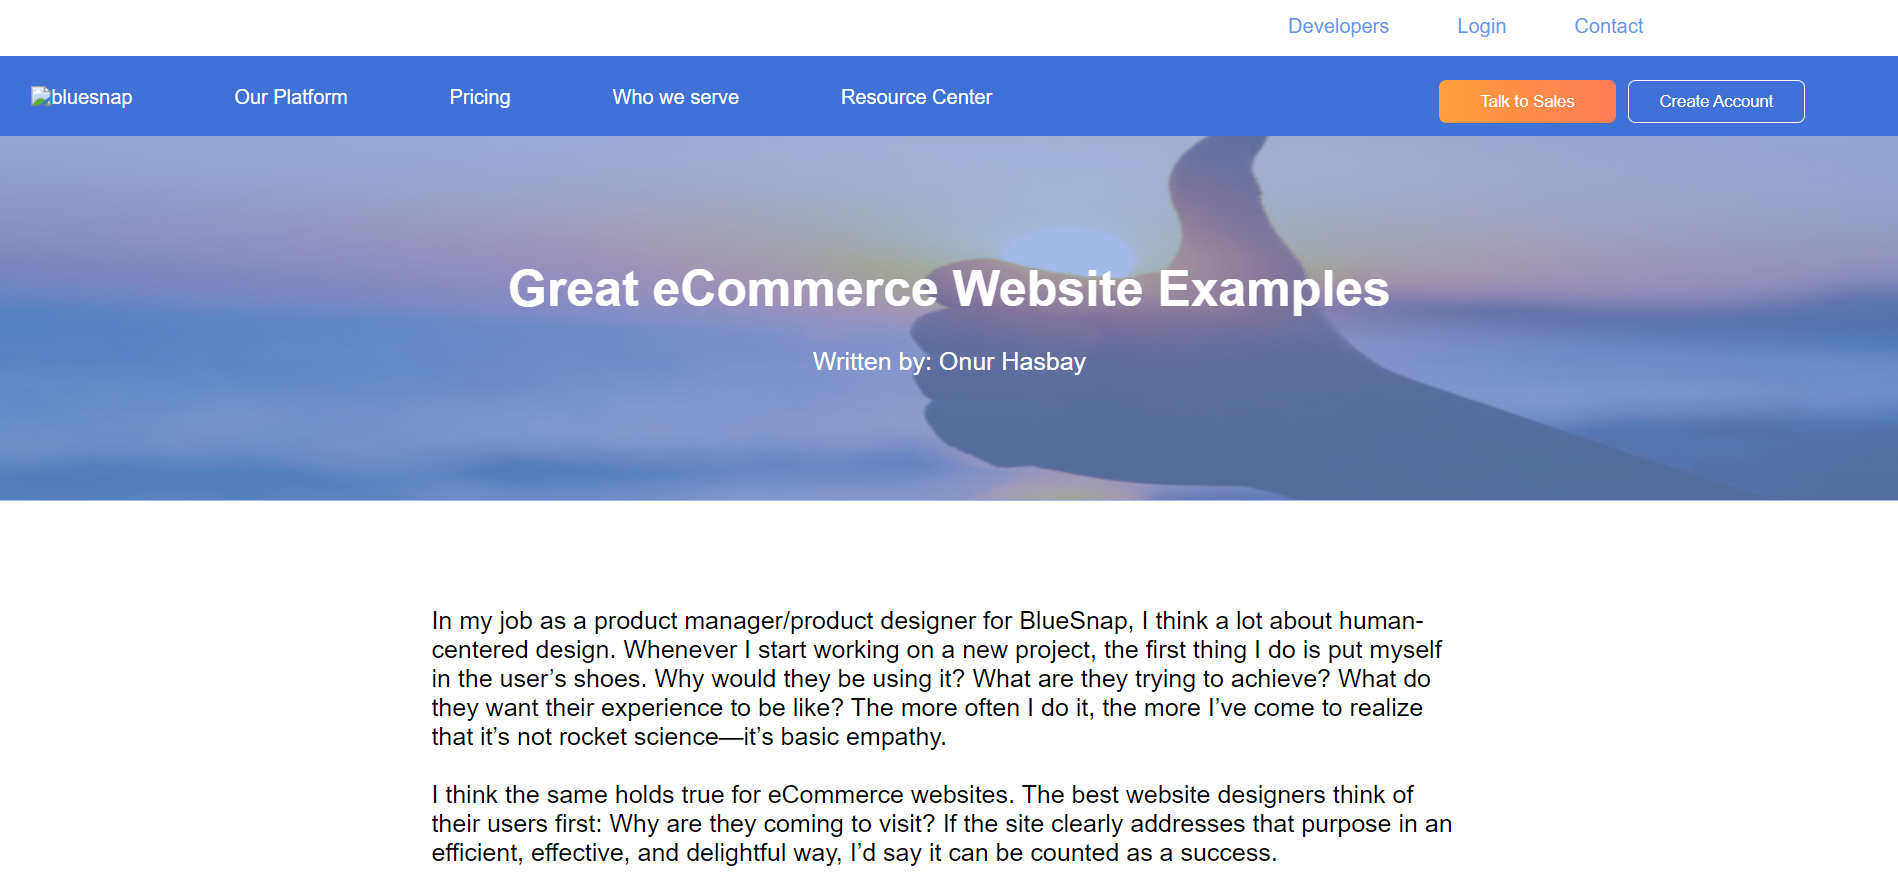 Developers Login Contact
bluesnap Our Platform Pricing Who we serve Resource Center Talk to Sales Create Account
Great eCommerce Website Examples
Written by: Onur Hasbay
In my job as a product manager/product designer for BlueSnap, I think a lot about human-
centered design. Whenever I start working on a new project, the first thing I do is put myself
in the user’s shoes. Why would they be using it? What are they trying to achieve? What do
they want their experience to be like? The more often I do it, the more I’ve come to realize
that it’s not rocket science—it’s basic empathy.
I think the same holds true for eCommerce websites. The best website designers think of
their users first: Why are they coming to visit? If the site clearly addresses that purpose in an
efficient, effective, and delightful way, I’d say it can be counted as a success.